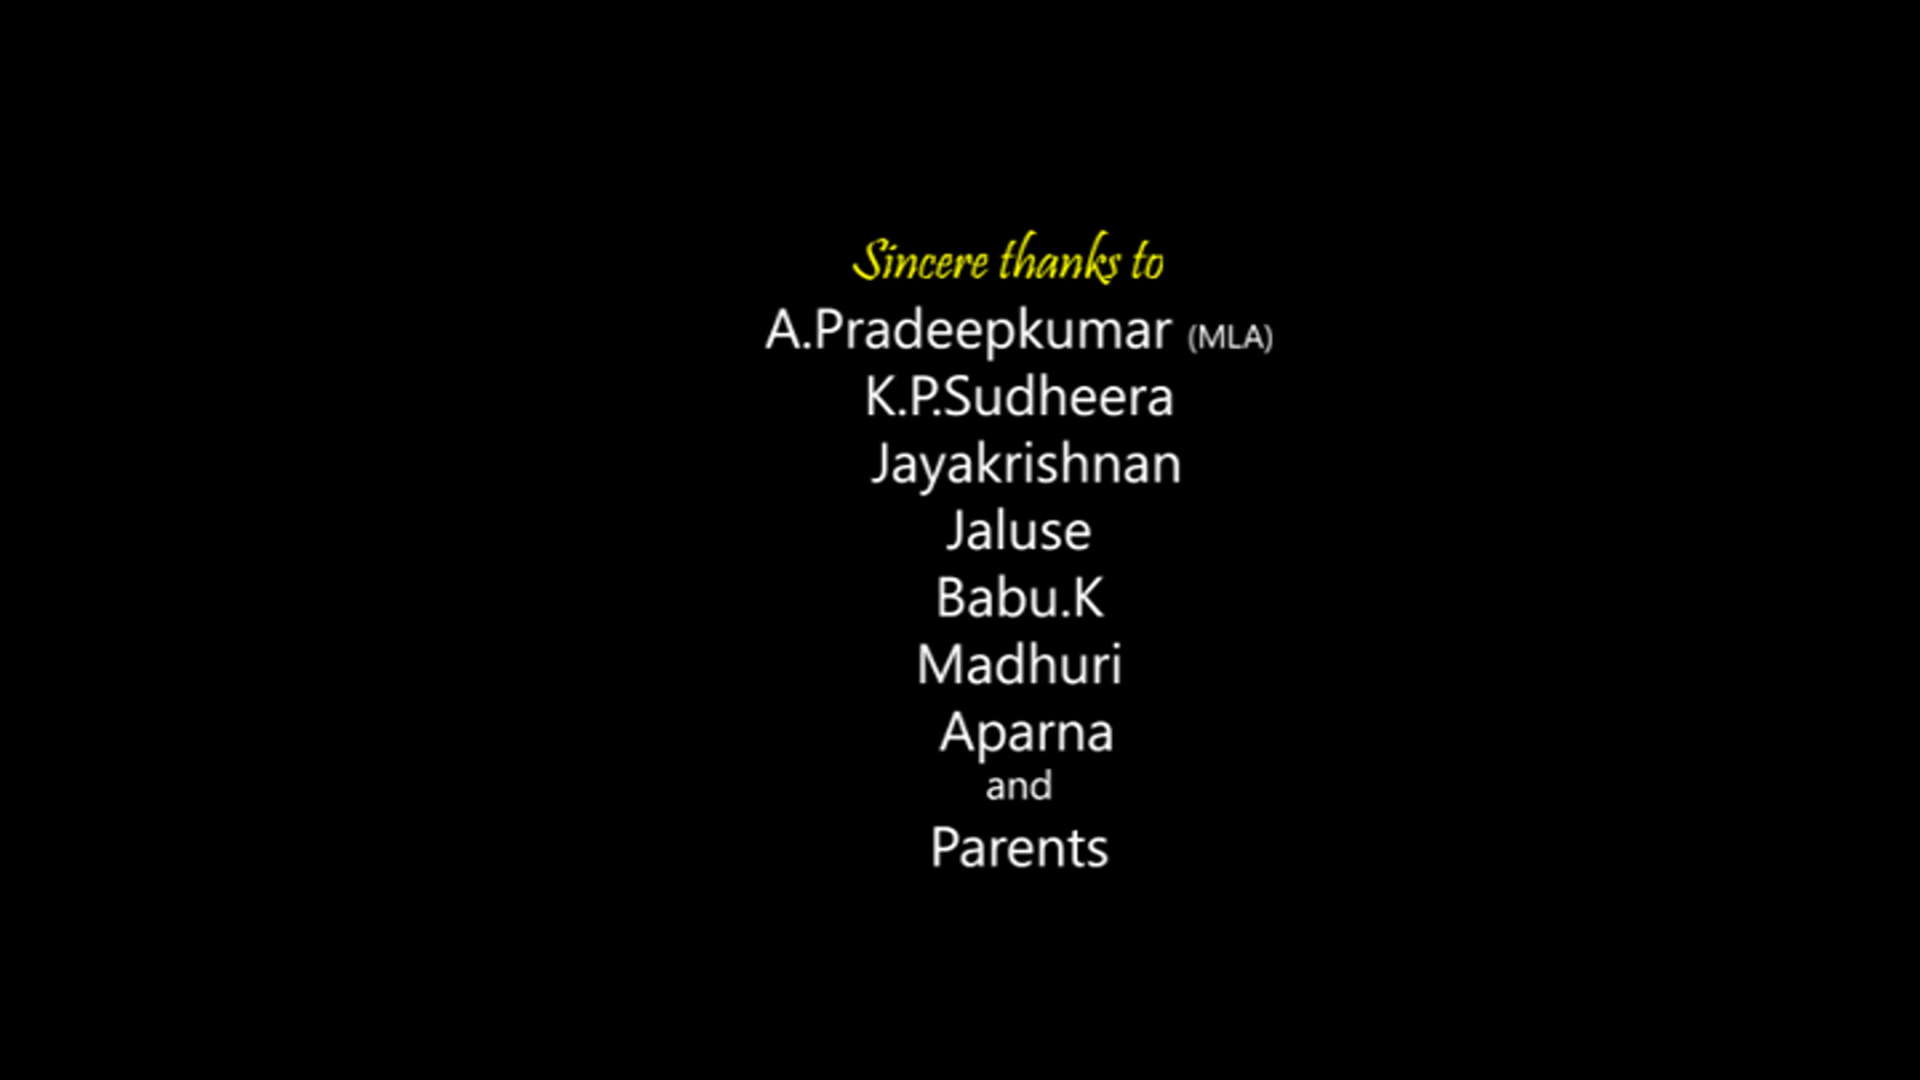 Sincere thanks to
A.Pradeepkumar (MLA)
K.P.Sudheera
Jayakrishnan
Jaluse
Babu.K
Madhuri
Aparna
and
Parents